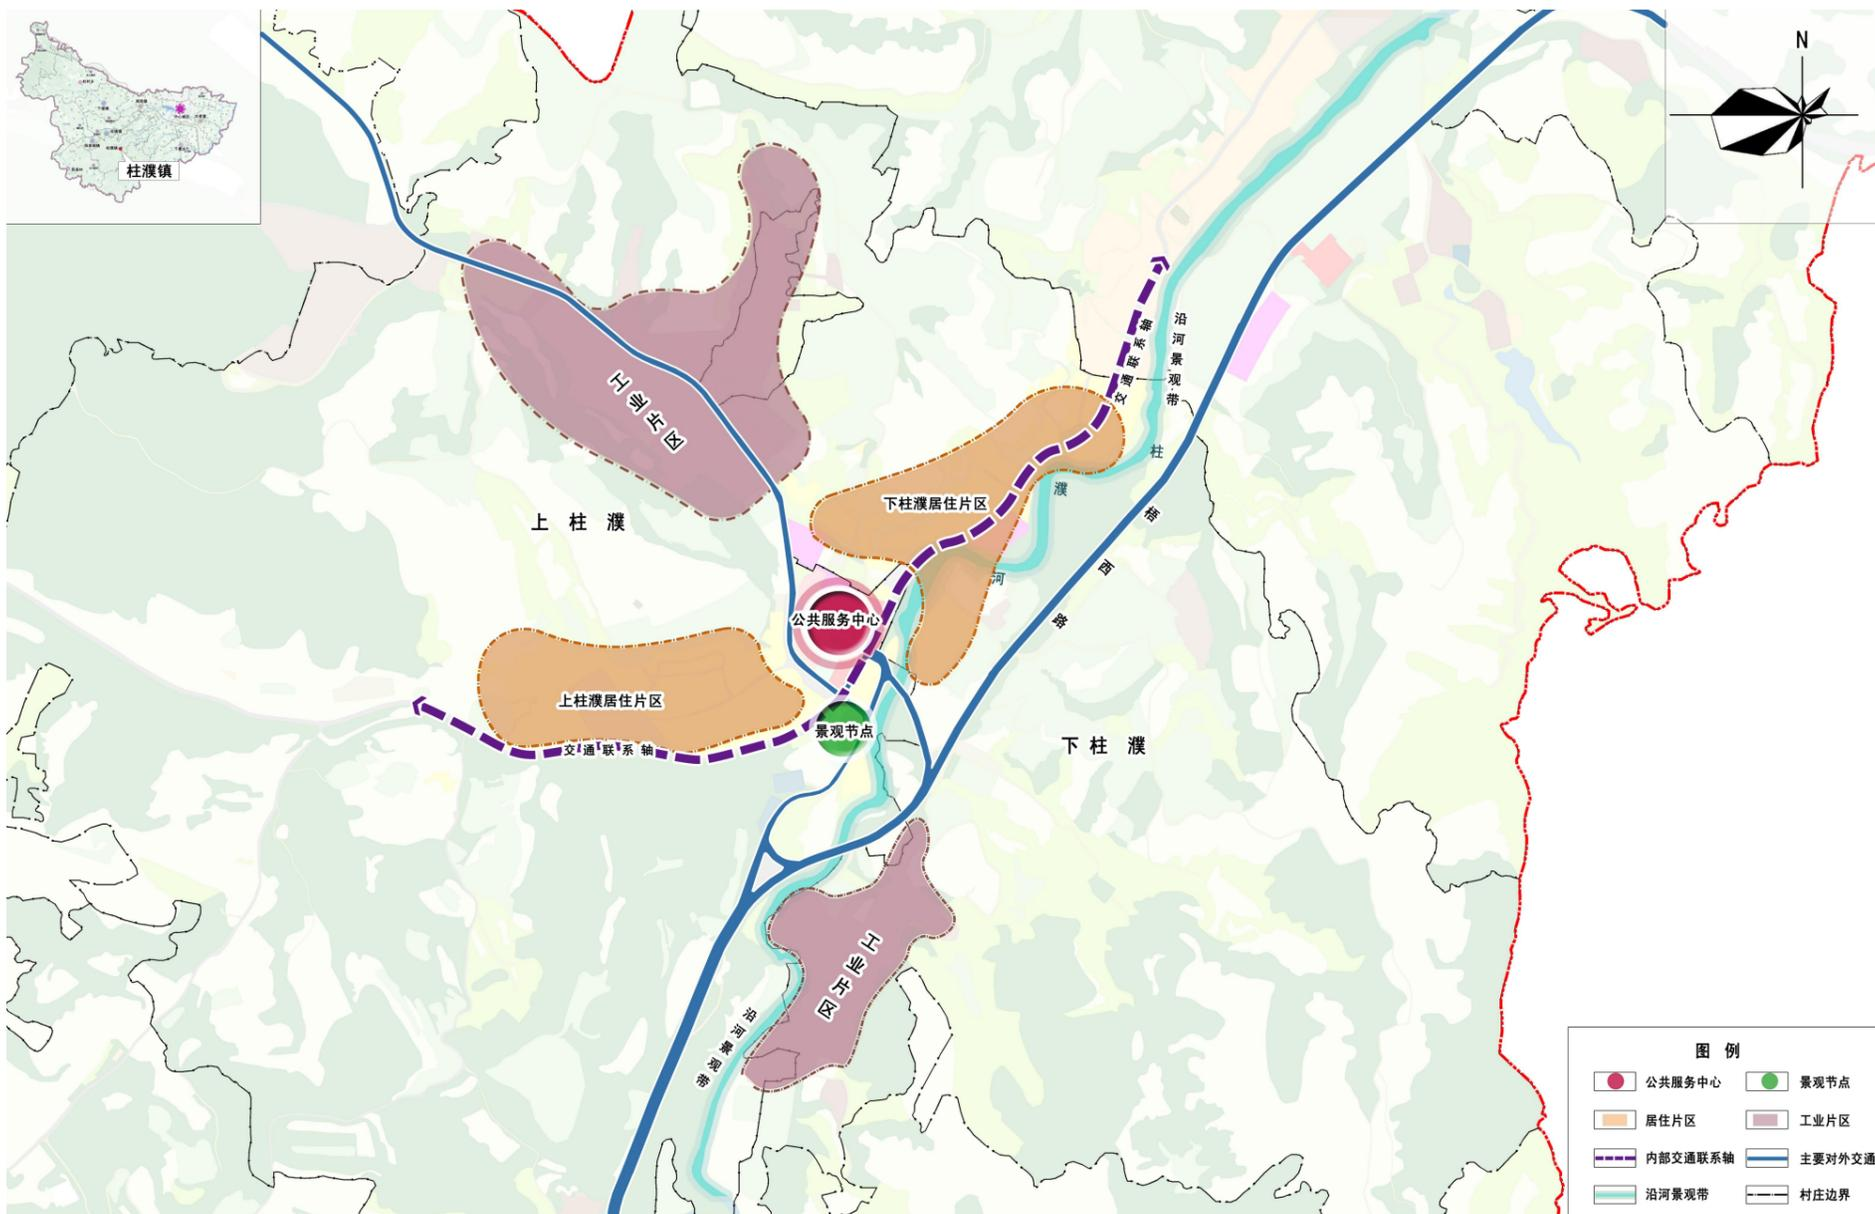 柱濮镇
N
工业片区
上柱濮
下柱濮居住片区
交通联系轴
沿河景观带
柱濮河
梧西路
公共服务中心
上柱濮居住片区
景观节点
交通联系轴
下柱濮
工业片区
沿河景观带
图例
公共服务中心
景观节点
居住片区
工业片区
内部交通联系轴
主要对外交通
沿河景观带
村庄边界